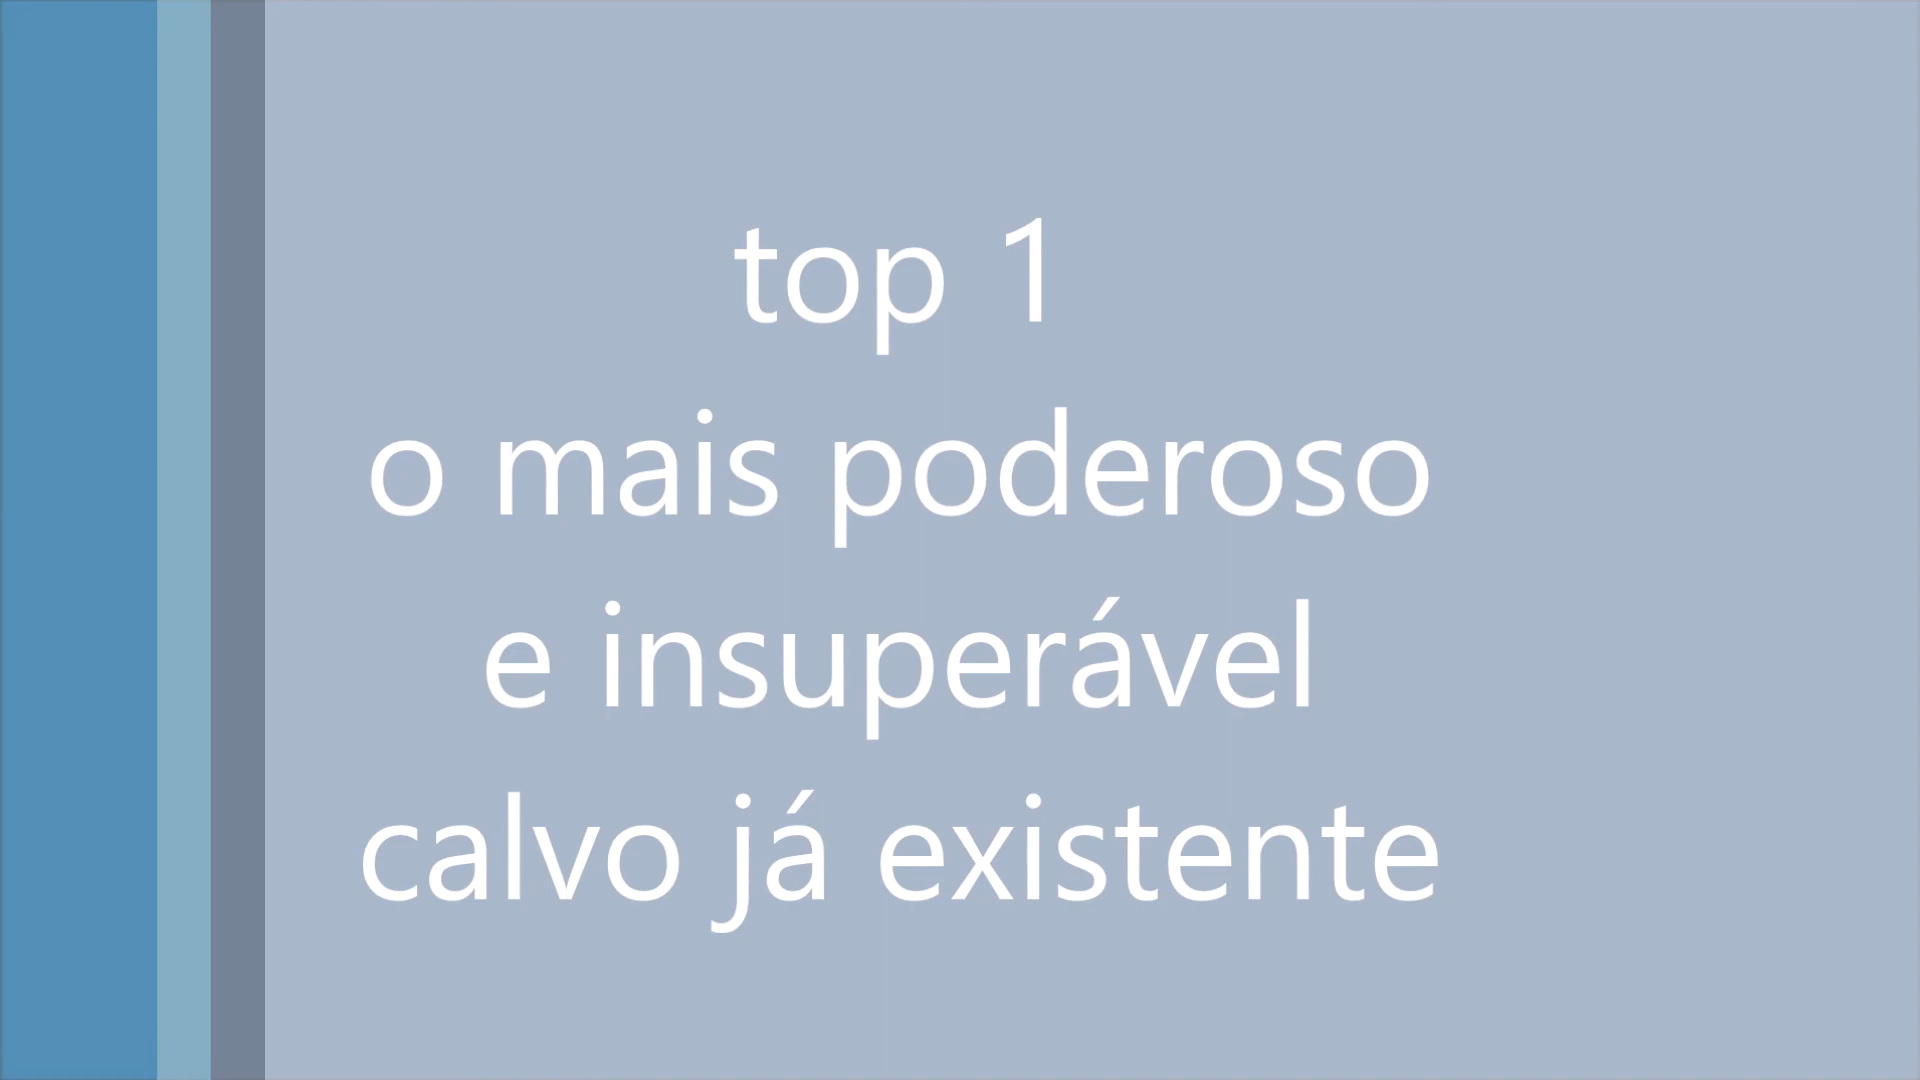 top 1
o mais poderoso
e insuperável
calvo já existente